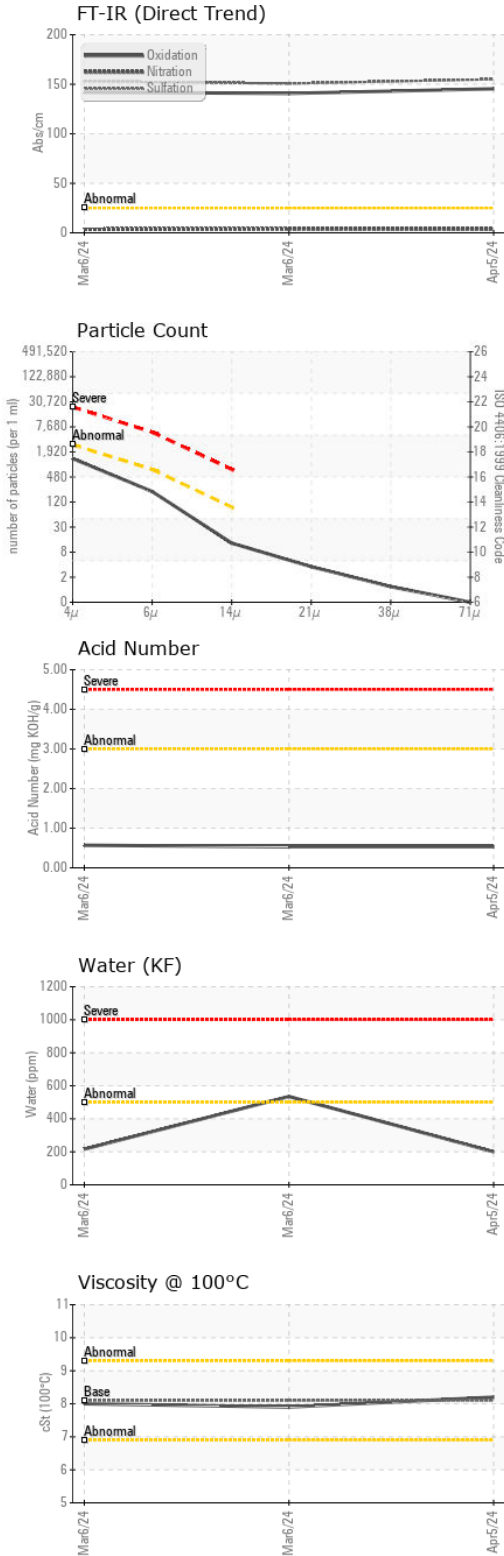 FT-IR (Direct Trend)
200
150
100
50
0
Abs/cm
Oxidation
Nitration
Sulfation
Abnormal
Mar6/24
Mar6/24
Apr5/24
Particle Count
491,520
122,880
30,720
7,680
1,920
480
120
30
8
2
0
number of particles (per 1 ml)
Severe
Abnormal
26
24
22
20
18
16
14
12
10
8
6
ISO 4406:1999 Cleanliness Code
4µ
6µ
14µ
21µ
38µ
71µ
Acid Number
5.00
4.00
3.00
2.00
1.00
0.00
Acid Number (mg KOH/g)
Severe
Abnormal
Mar6/24
Mar6/24
Apr5/24
Water (KF)
1200
1000
800
600
400
200
0
Water (ppm)
Severe
Abnormal
Mar6/24
Mar6/24
Apr5/24
Viscosity @ 100°C
11
10
9
8
7
6
5
cSt (100°C)
Abnormal
Base
Abnormal
Mar6/24
Mar6/24
Apr5/24